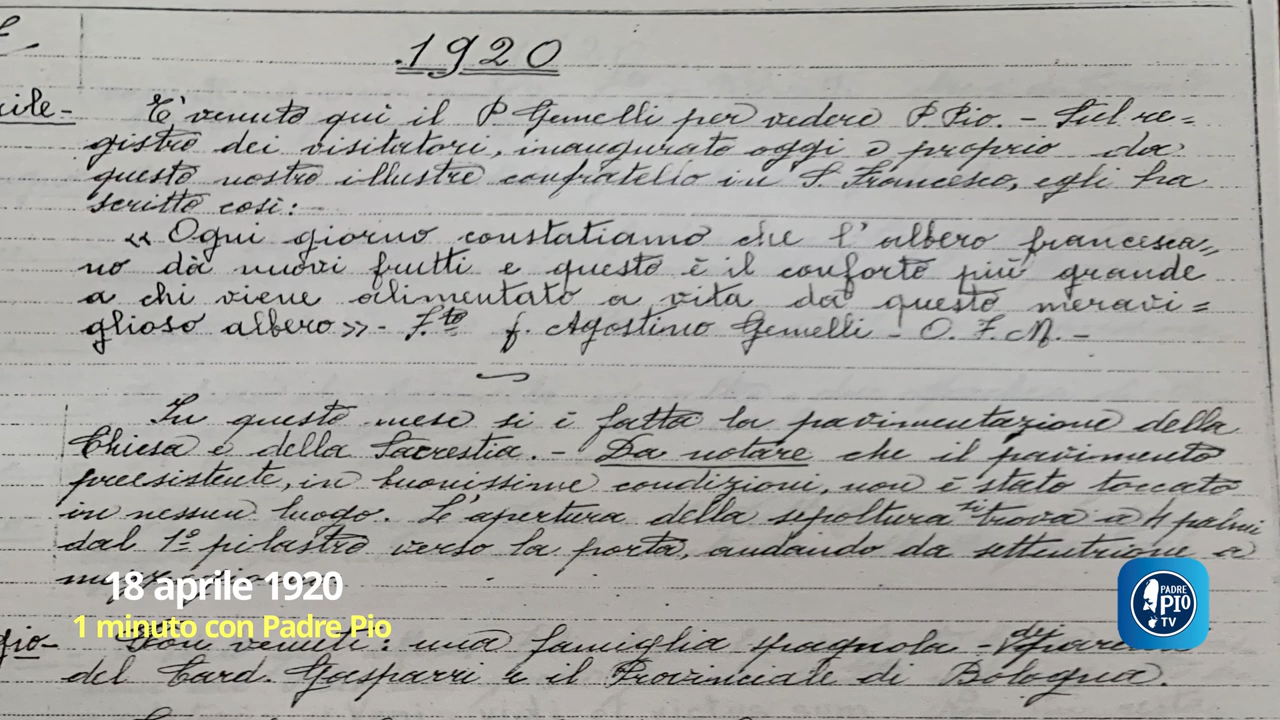 1920
cile-
È venuto qui il P. Gemelli per vedere P. Pio. - Sul re=
gistro dei visitatori, inaugurato oggi e proprio da
questo nostro illustre confratello in S. Francesco, egli ha
scritto così:
« Ogni giorno constatiamo che l'albero francesca=
no dà nuovi frutti e questo è il conforto più grande
a chi viene alimentato a vita da questo meravi=
glioso albero». - F.to f. Agostino Gemelli - O. F. M. -
In questo mese si è fatta la pavimentazione della
Chiesa e della Sacrestia. - Da notare che il pavimento
preesistente, in buonissime condizioni, non è stato toccato
in nessun luogo. L'apertura della sepoltura si trova a 4 palmi
dal 1º pilastro verso la porta, andando da settentrione a
18 aprile 1920
1 minuto con Padre Pio
PADRE
PIO
TV
gio-
Son venuti: una famiglia spagnola -
del Card. Gasparri e il Provinciale di Bologna.